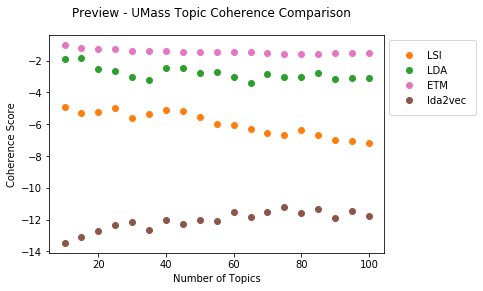 Preview - UMass Topic Coherence Comparison
−2
−4
−6
−8
−10
−12
−14
Coherence Score
20
40
60
80
100
Number of Topics
LSI
LDA
ETM
lda2vec